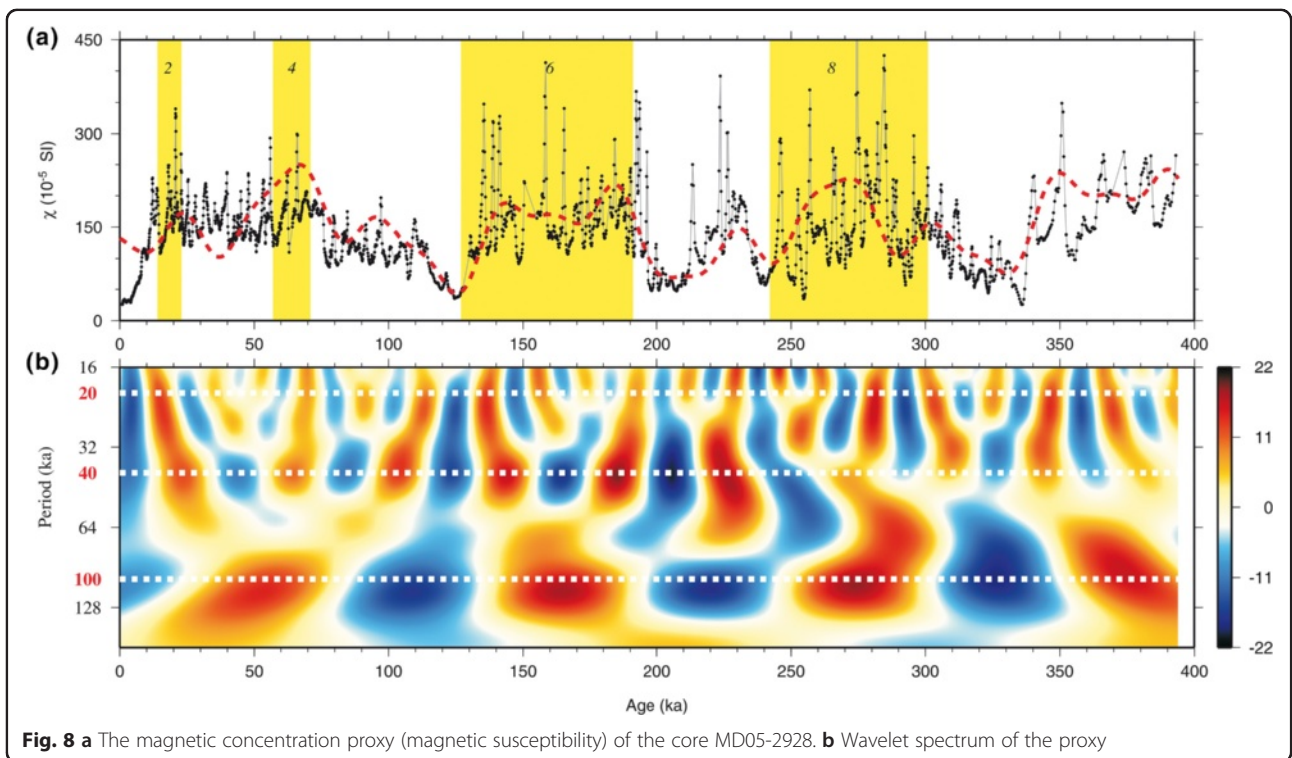 (a)
450
2
4
6
8
300
χ (10-5 SI)
150
0
0 50 100 150 200 250 300 350 400
(b)
16
22
20
11
32
Period (ka)
40
0
64
100
-11
128
-22
0 50 100 150 200 250 300 350 400
Age (ka)
Fig. 8 a The magnetic concentration proxy (magnetic susceptibility) of the core MD05-2928. b Wavelet spectrum of the proxy